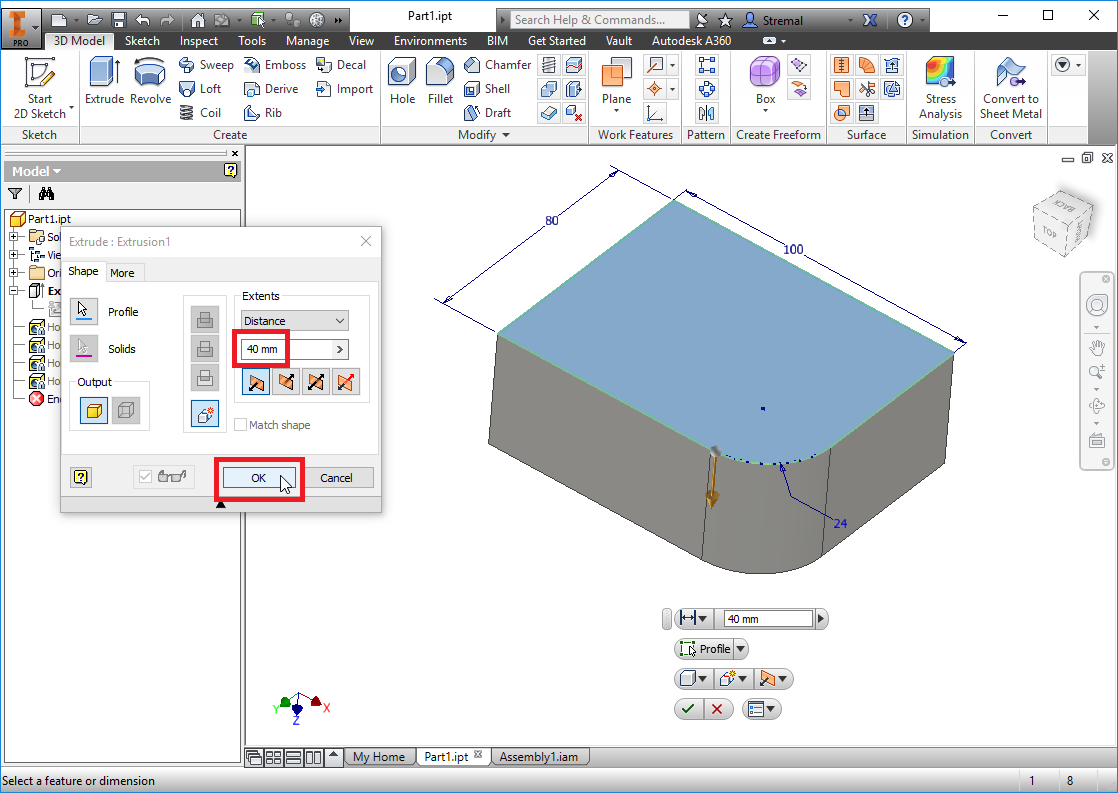 Part1.ipt
Search Help & Commands...
Stremal
PRO
3D Model Sketch Inspect Tools Manage View Environments BIM Get Started Vault Autodesk A360
Start
2D Sketch
Extrude
Revolve
Sweep
Loft
Coil
Emboss
Derive
Rib
Decal
Import
Hole
Fillet
Chamfer
Shell
Draft
Plane
Box
Stress
Analysis
Convert to
Sheet Metal
Sketch Create Modify Work Features Pattern Create Freeform Surface Simulation Convert
Model
Part1.ipt
Sol
Vie
Ori
Ex
Ho
Ho
Ho
Ho
En
Extrude : Extrusion1
Shape More
Profile
Solids
Output
Extents
Distance
40 mm
Match shape
OK
Cancel
80
100
24
BACK
TOP
40 mm
Profile
Y
X
Z
My Home Part1.ipt Assembly1.iam
Select a feature or dimension
1 8